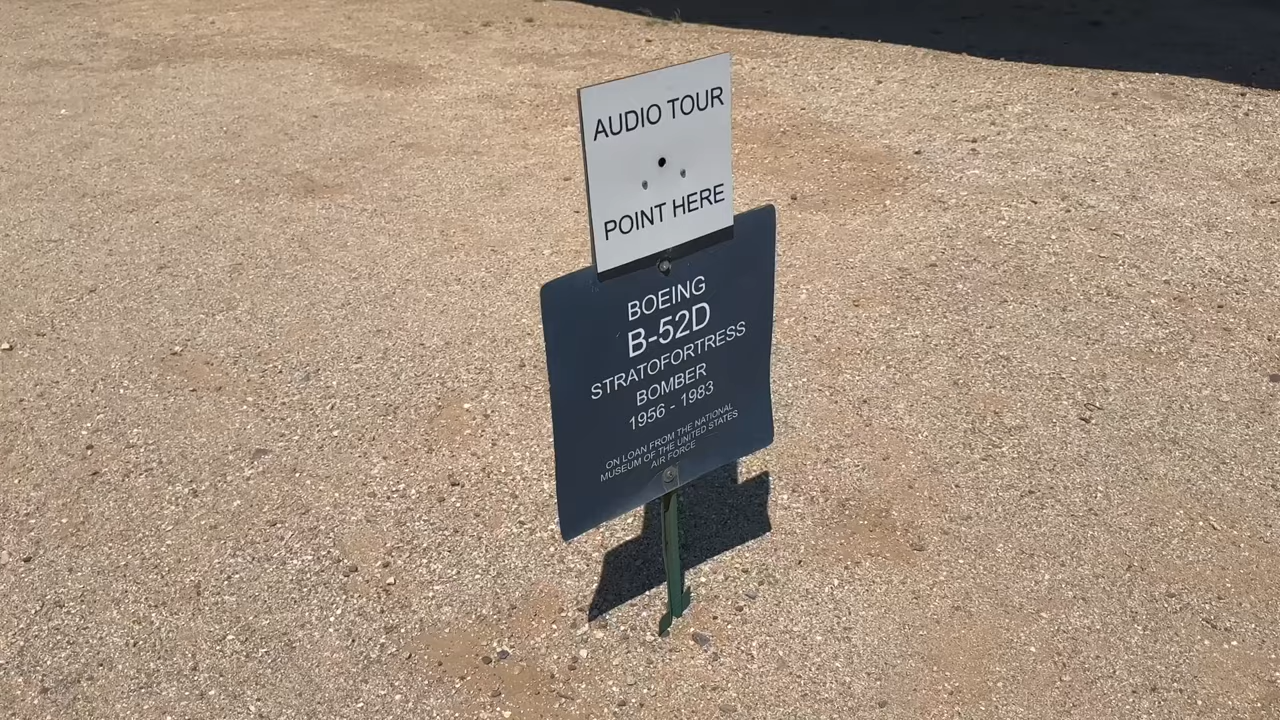 AUDIO TOUR
POINT HERE
BOEING
B-52D
STRATOFORTRESS
BOMBER
1956 - 1983
ON LOAN FROM THE NATIONAL
MUSEUM OF THE UNITED STATES
AIR FORCE